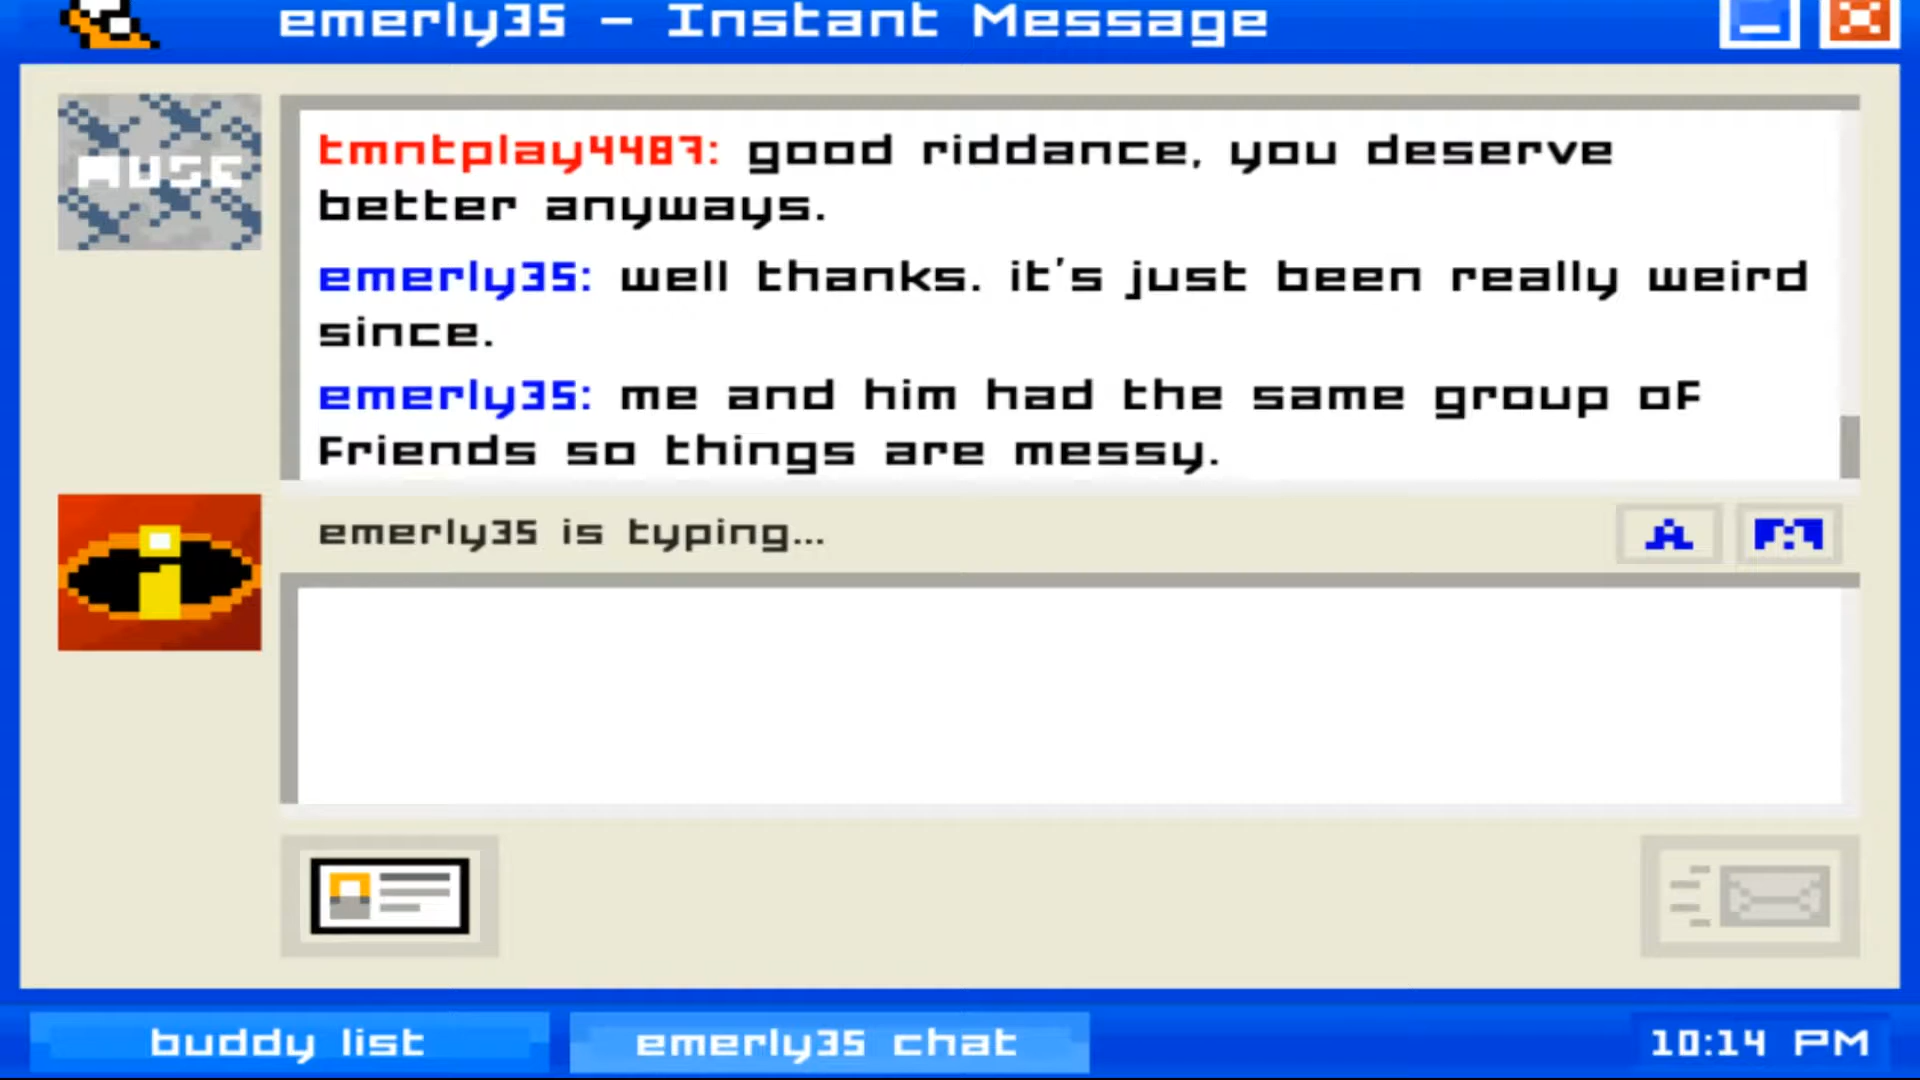 emerly35 - Instant Message
MUSE
tmntplay4487: good riddance, you deserve
better anyways.
emerly35: well thanks. it's just been really weird
since.
emerly35: me and him had the same group of
friends so things are messy.
emerly35 is typing...
A
buddy list
emerly35 chat
10:14 PM